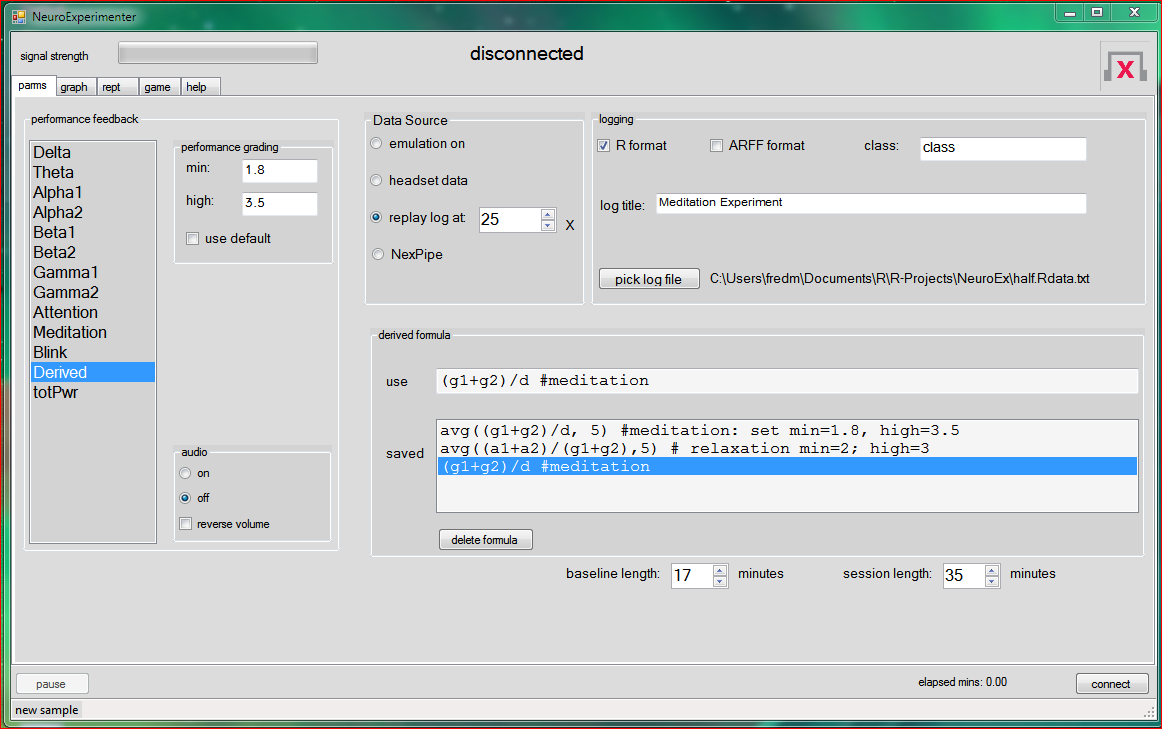 NeuroExperimenter
signal strength
disconnected
X
parms graph rept game help
performance feedback
Delta
Theta
Alpha1
Alpha2
Beta1
Beta2
Gamma1
Gamma2
Attention
Meditation
Blink
Derived
totPwr
performance grading
min: 1.8
high: 3.5
use default
audio
on
off
reverse volume
Data Source
emulation on
headset data
replay log at: 25 X
NexPipe
logging
R format ARFF format class: class
log title: Meditation Experiment
pick log file C:\Users\fredm\Documents\R\R-Projects\NeuroEx\half.Rdata.txt
derived formula
use (g1+g2)/d #meditation
saved
avg((g1+g2)/d, 5) #meditation: set min=1.8, high=3.5
avg((a1+a2)/(g1+g2),5) # relaxation min=2; high=3
(g1+g2)/d #meditation
delete formula
baseline length: 17 minutes session length: 35 minutes
pause elapsed mins: 0.00 connect
new sample